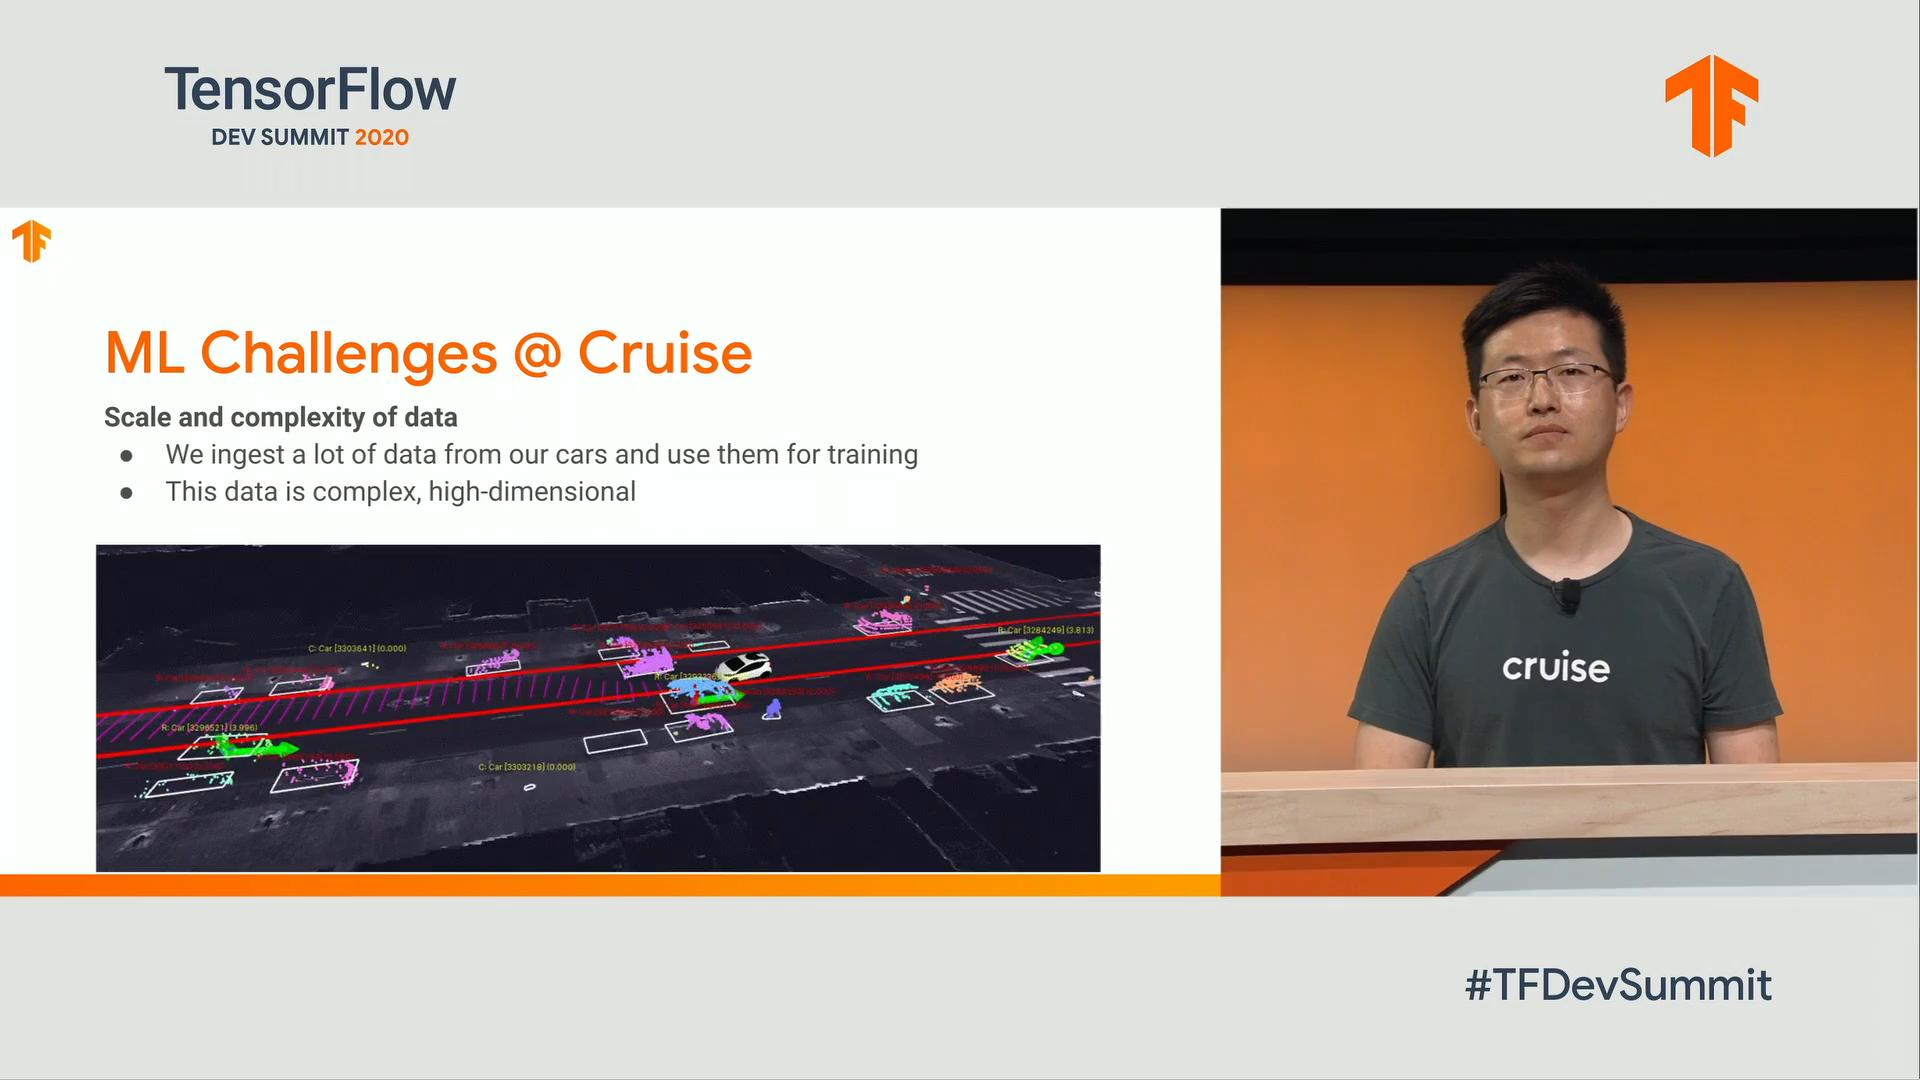 TensorFlow
DEV SUMMIT 2020
ML Challenges @ Cruise
Scale and complexity of data
● We ingest a lot of data from our cars and use them for training
● This data is complex, high-dimensional
C: Car [3303641] (0.000)
R: Car [3284249] (3.813)
R: Car [3296521] (3.996)
C: Car [3303218] (0.000)
cruise
#TFDevSummit